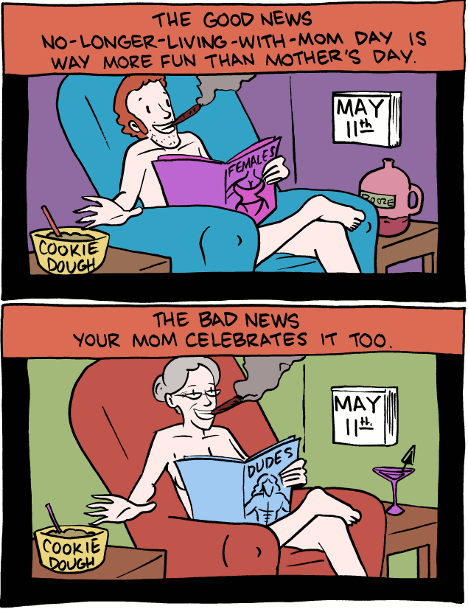 THE GOOD NEWS
NO-LONGER-LIVING-WITH-MOM DAY IS
WAY MORE FUN THAN MOTHER'S DAY.
MAY
11th
FEMALES
BOOZE
COOKIE
DOUGH
THE BAD NEWS
YOUR MOM CELEBRATES IT TOO.
MAY
11th.
DUDES
COOKIE
DOUGH